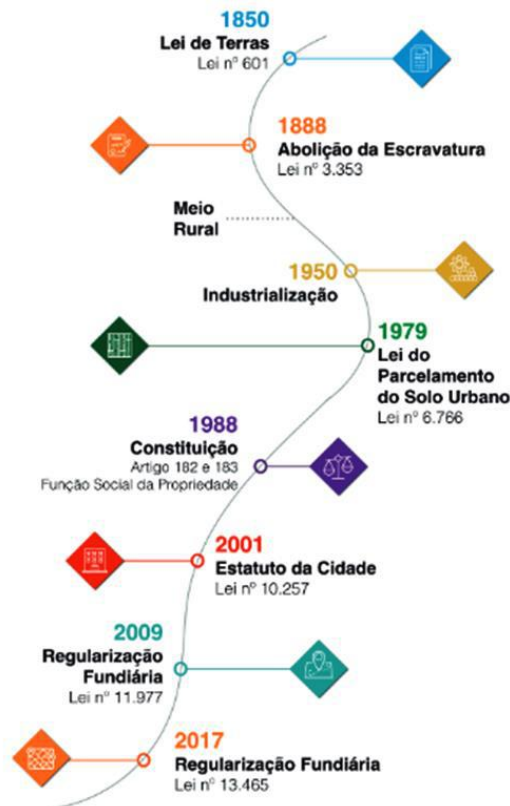 1850
Lei de Terras
Lei nº 601
1888
Abolição da Escravatura
Lei nº 3.353
Meio
Rural
1950
Industrialização
1979
Lei do
Parcelamento
do Solo Urbano
Lei nº 6.766
1988
Constituição
Artigo 182 e 183
Função Social da Propriedade
2001
Estatuto da Cidade
Lei nº 10.257
2009
Regularização
Fundiária
Lei nº 11.977
2017
Regularização Fundiária
Lei nº 13.465